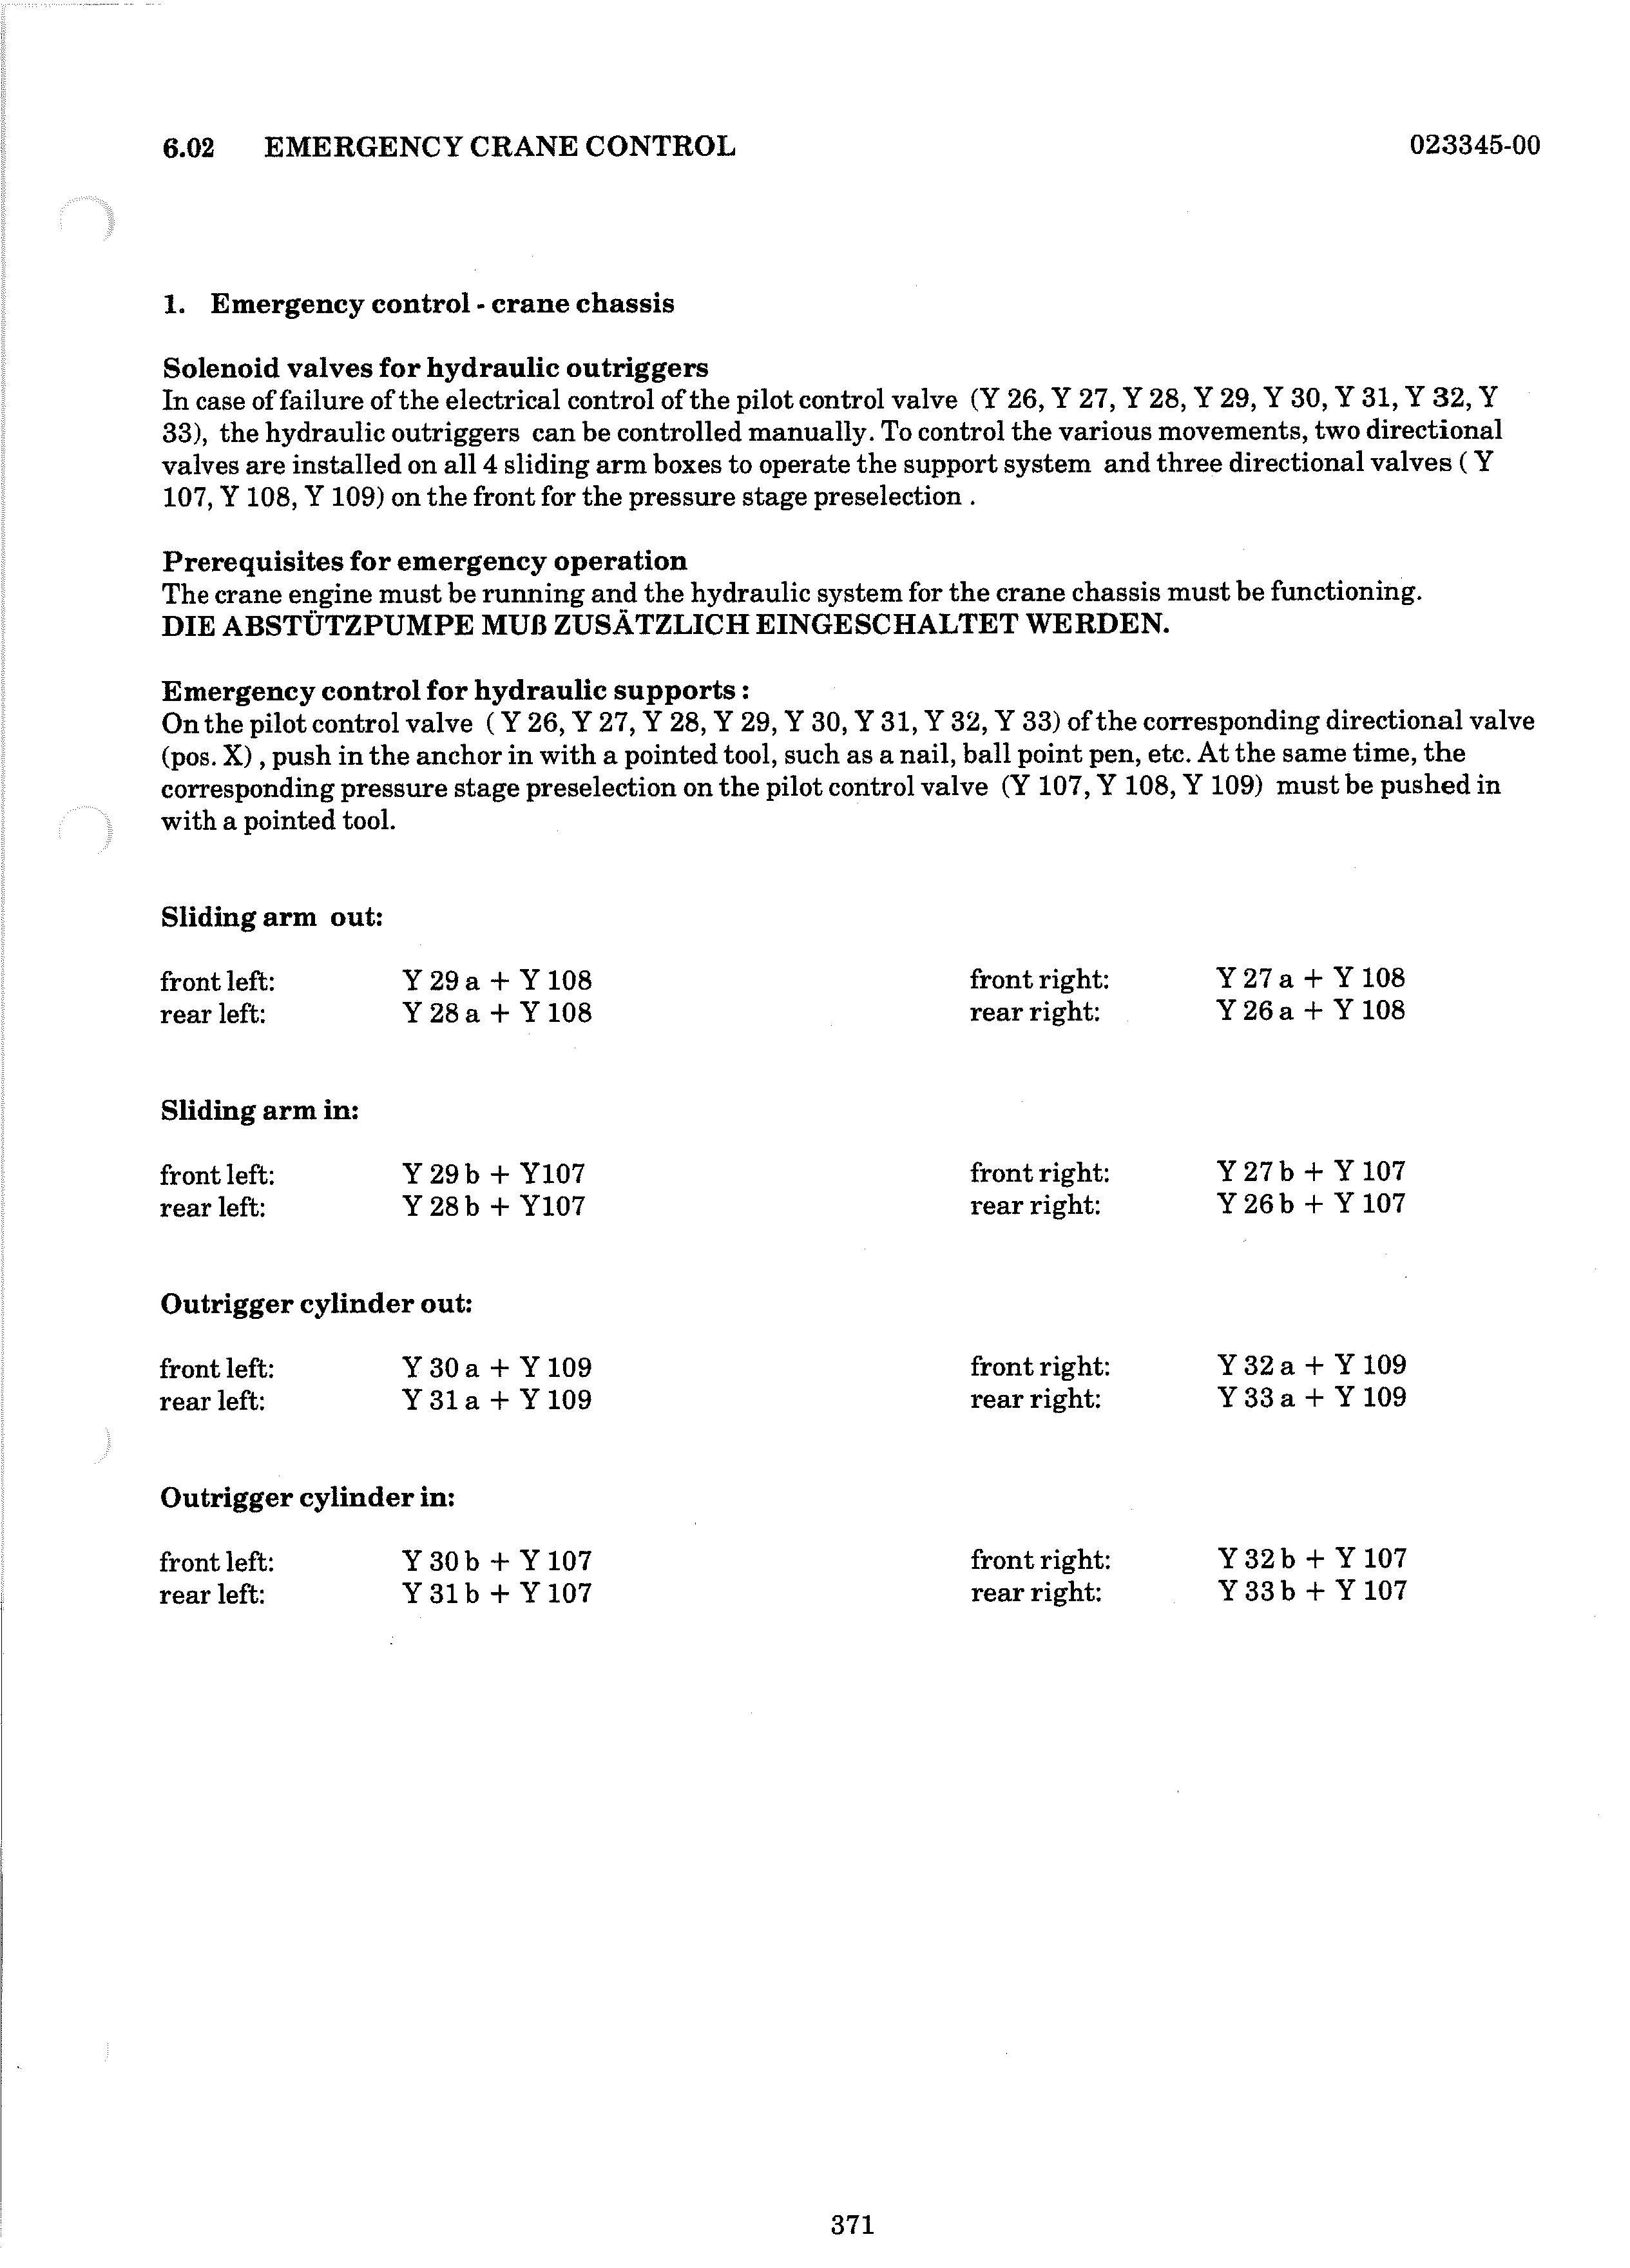 6.02 EMERGENCY CRANE CONTROL 023345-00
1. Emergency control - crane chassis
Solenoid valves for hydraulic outriggers
In case of failure of the electrical control of the pilot control valve (Y 26, Y 27, Y 28, Y 29, Y 30, Y 31, Y 32, Y
33), the hydraulic outriggers can be controlled manually. To control the various movements, two directional
valves are installed on all 4 sliding arm boxes to operate the support system and three directional valves ( Y
107, Y 108, Y 109) on the front for the pressure stage preselection .
Prerequisites for emergency operation
The crane engine must be running and the hydraulic system for the crane chassis must be functioning.
DIE ABSTÜTZPUMPE MUß ZUSÄTZLICH EINGESCHALTET WERDEN.
Emergency control for hydraulic supports :
On the pilot control valve ( Y 26, Y 27, Y 28, Y 29, Y 30, Y 31, Y 32, Y 33) of the corresponding directional valve
(pos. X) , push in the anchor in with a pointed tool, such as a nail, ball point pen, etc. At the same time, the
corresponding pressure stage preselection on the pilot control valve (Y 107, Y 108, Y 109) must be pushed in
with a pointed tool.
Sliding arm out:
front left: Y 29 a + Y 108 front right: Y 27 a + Y 108
rear left: Y 28 a + Y 108 rear right: Y 26 a + Y 108
Sliding arm in:
front left: Y 29 b + Y107 front right: Y 27 b + Y 107
rear left: Y 28 b + Y107 rear right: Y 26 b + Y 107
Outrigger cylinder out:
front left: Y 30 a + Y 109 front right: Y 32 a + Y 109
rear left: Y 31 a + Y 109 rear right: Y 33 a + Y 109
Outrigger cylinder in:
front left: Y 30 b + Y 107 front right: Y 32 b + Y 107
rear left: Y 31 b + Y 107 rear right: Y 33 b + Y 107
371